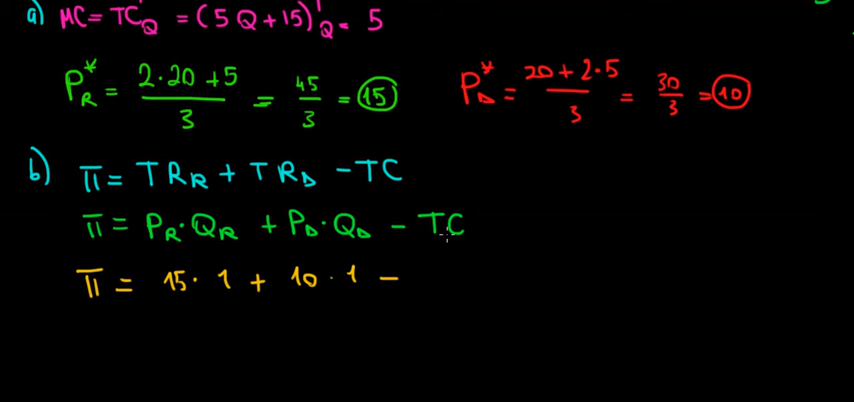 a) MC = TC'Q = (5Q+15)'Q = 5
P*R = 2·20+5/3 = 45/3 = 15
P*D = 20+2·5/3 = 30/3 = 10
b) π = TRR + TRD - TC
π = PR·QR + PD·QD - TC
π = 15·1 + 10·1 -